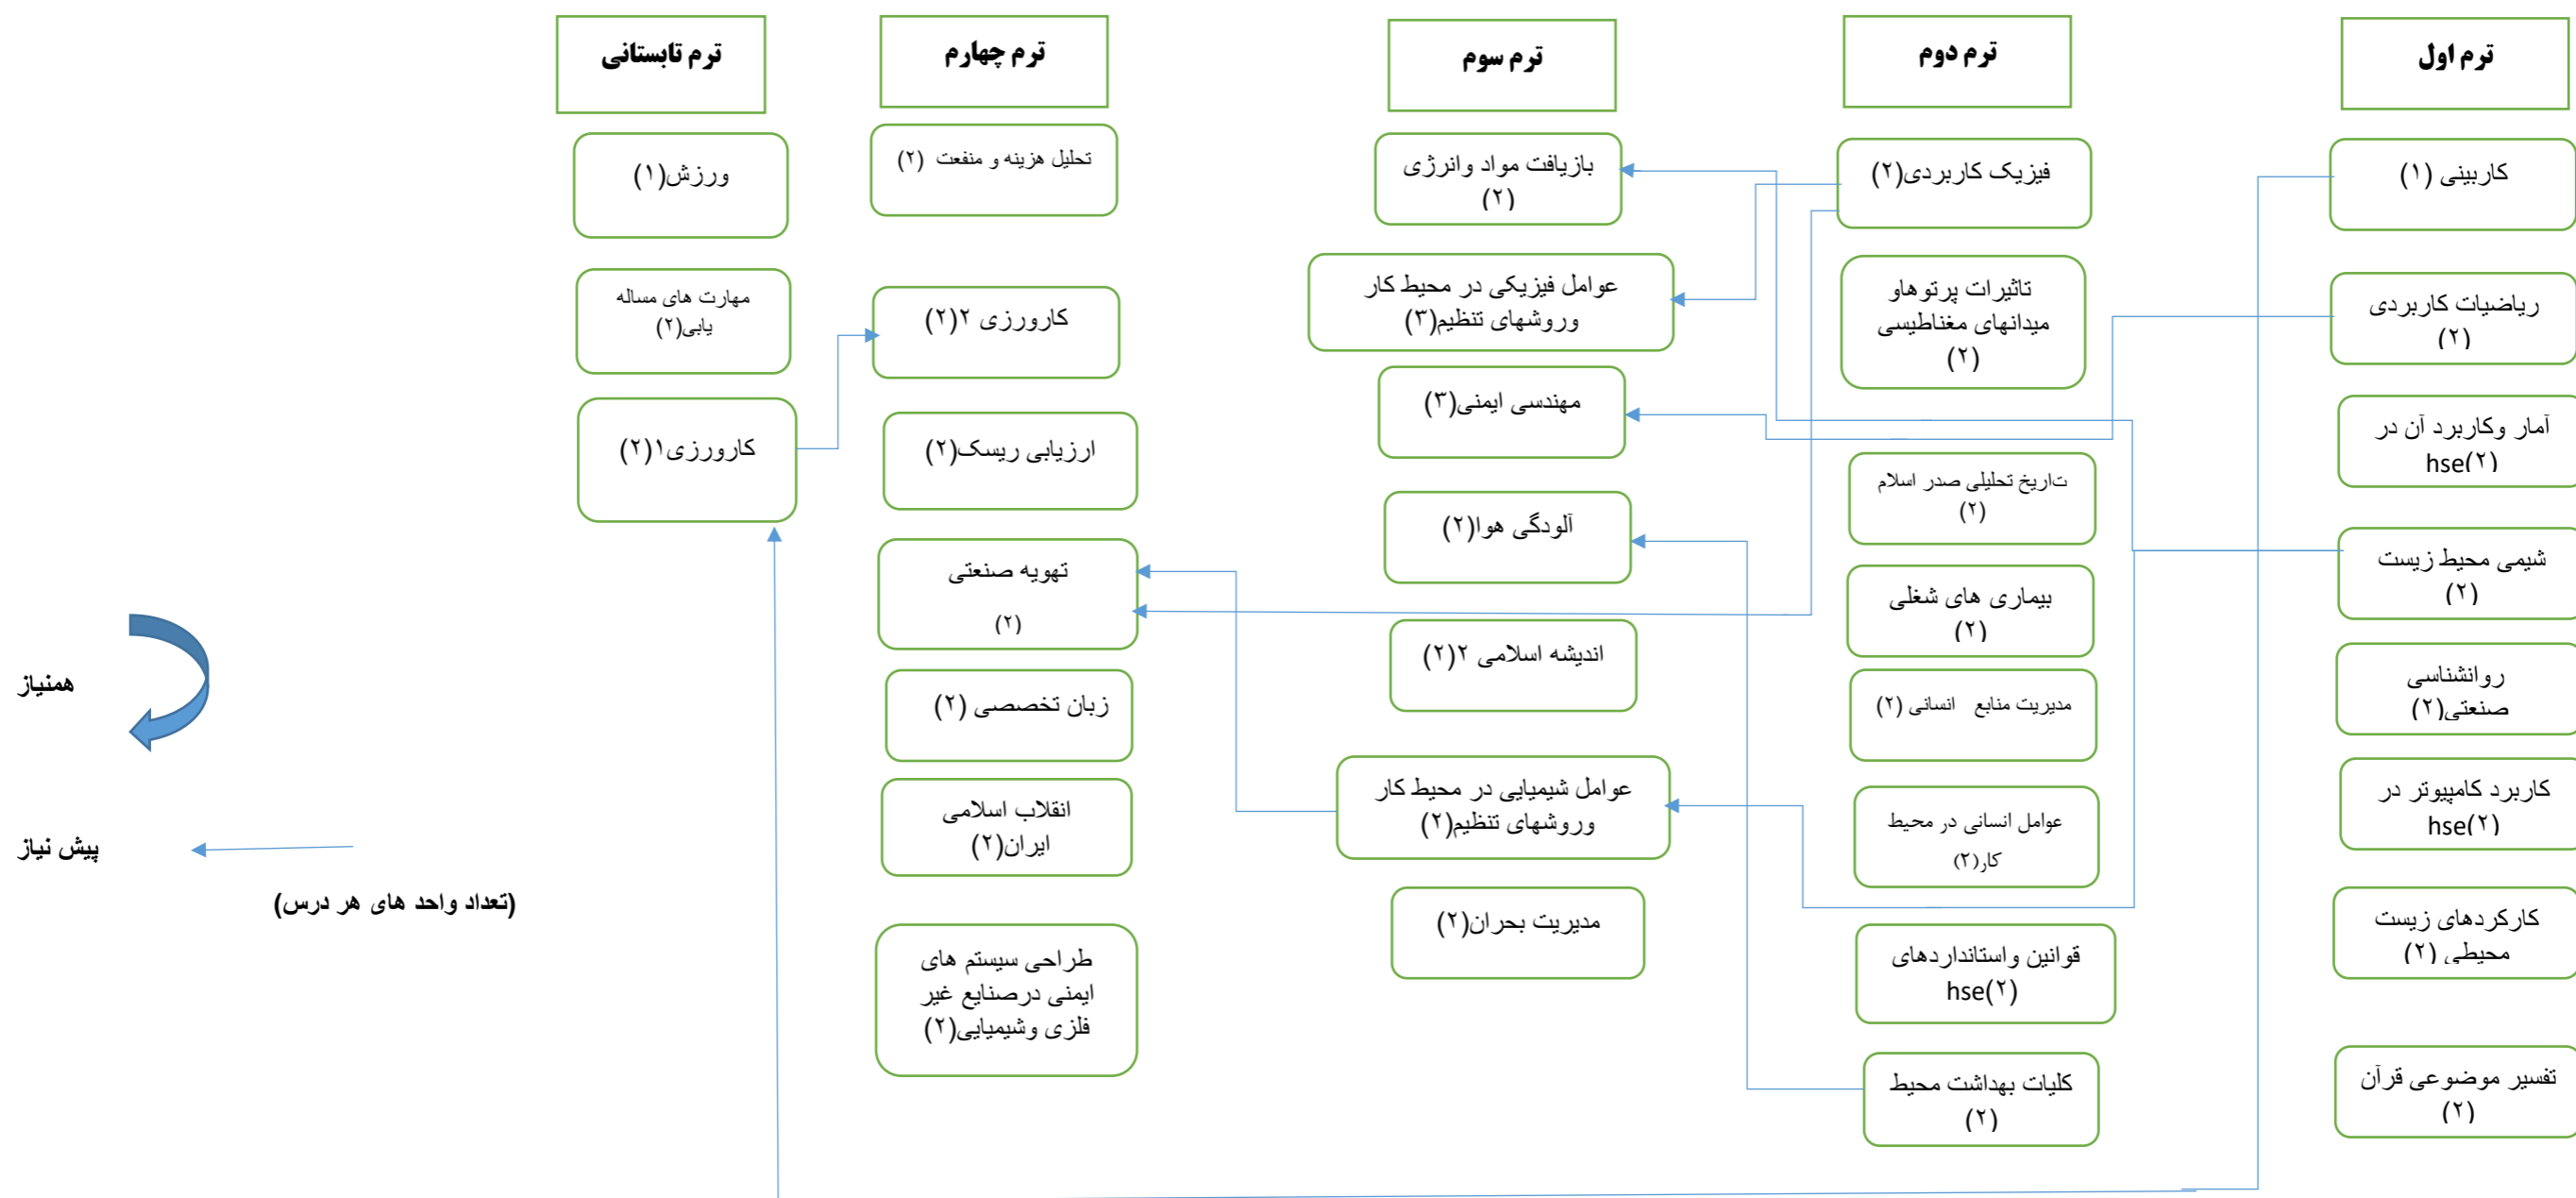 ترم اول
کاربینی (۱)
ریاضیات کاربردی
(۲)
آمار وکاربرد آن در
hse(۲)
شیمی محیط زیست
(۲)
روانشناسی
صنعتی(۲)
کاربرد کامپیوتر در
hse(۲)
کارکردهای زیست
محیطی (۲)
تفسیر موضوعی قرآن
(۲)
ترم دوم
فیزیک کاربردی(۲)
تاثیرات پرتوهاو
میدانهای مغناطیسی
(۲)
تاریخ تحلیلی صدر اسلام
(۲)
بیماری های شغلی
(۲)
مدیریت منابع انسانی (۲)
عوامل انسانی در محیط
کار(۲)
قوانین واستانداردهای
hse(۲)
کلیات بهداشت محیط
(۲)
ترم سوم
بازیافت مواد وانرژی
(۲)
عوامل فیزیکی در محیط کار
وروشهای تنظیم(۳)
مهندسی ایمنی(۳)
آلودگی هوا(۲)
اندیشه اسلامی ۲(۲)
عوامل شیمیایی در محیط کار
وروشهای تنظیم(۲)
مدیریت بحران(۲)
ترم چهارم
تحلیل هزینه و منفعت (۲)
کارورزی ۲(۲)
ارزیابی ریسک(۲)
تهویه صنعتی
(۲)
زبان تخصصی (۲)
انقلاب اسلامی
ایران(۲)
طراحی سیستم های
ایمنی درصنایع غیر
فلزی وشیمیایی(۲)
ترم تابستانی
ورزش(۱)
مهارت های مساله
یابی(۲)
کارورزی۱(۲)
همنیاز
پیش نیاز
(تعداد واحد های هر درس)